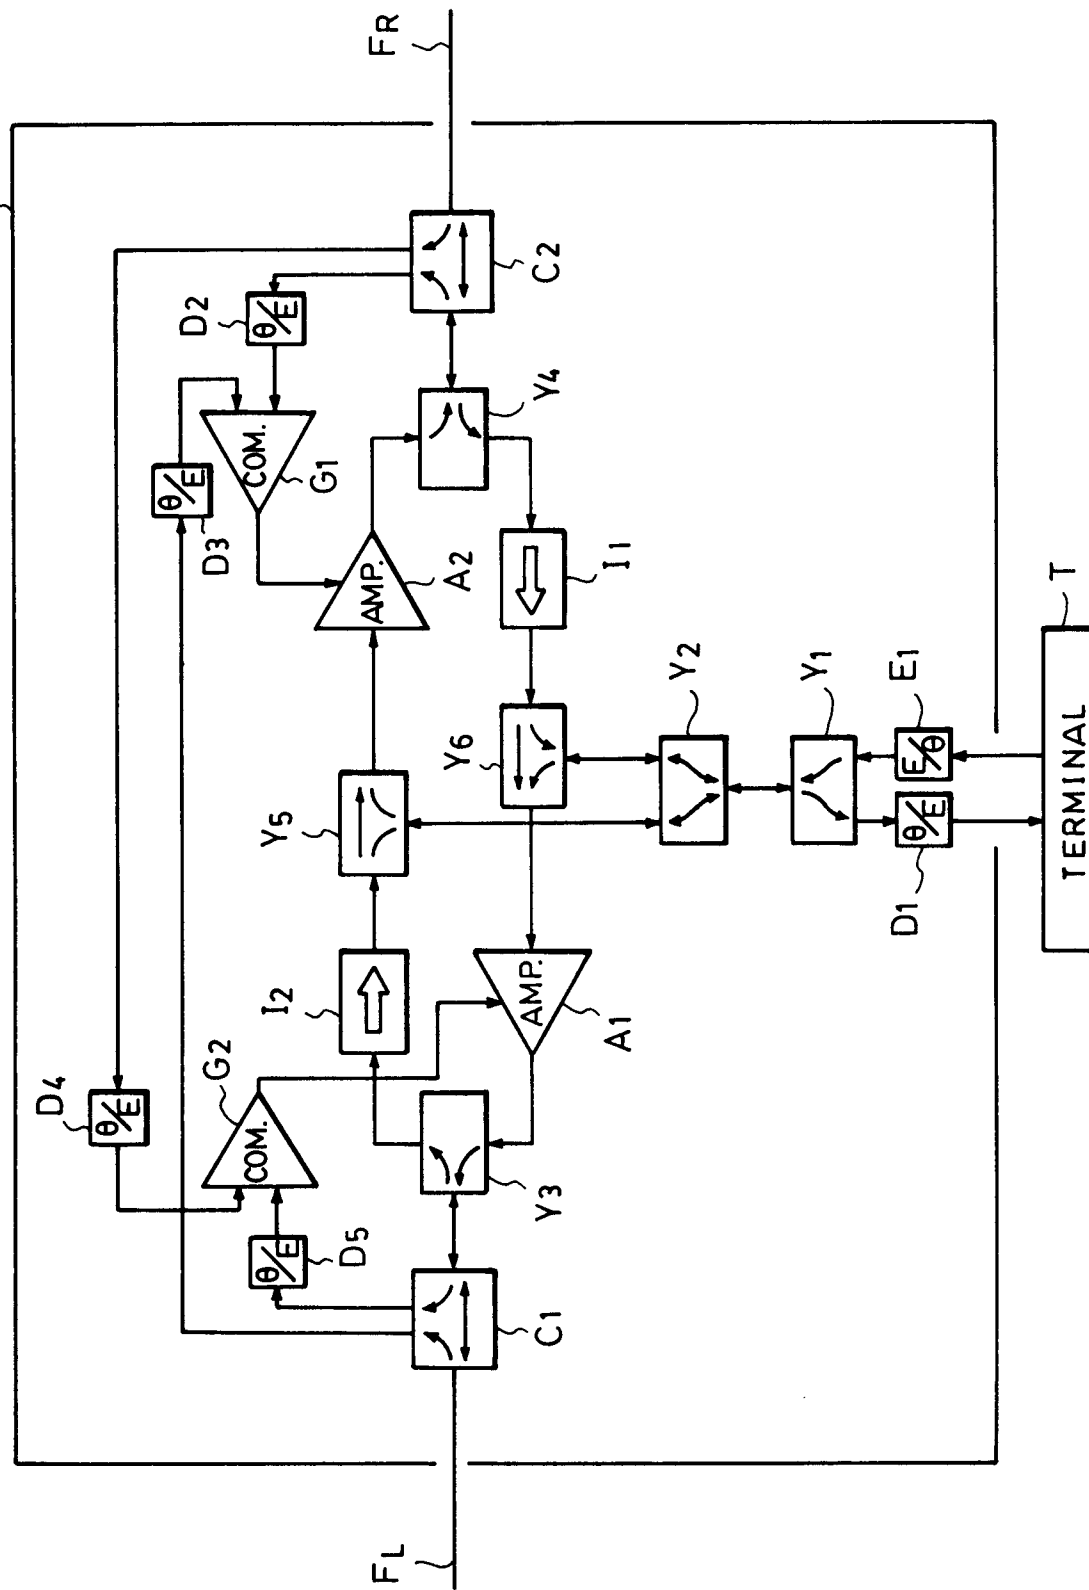 D4
θ/E
θ/E
D2
D3
G2
COM.
COM.
G1
θ/E
D5
θ/E
I2
Y5
AMP.
FL
FR
Y6
A2
AMP.
C1
Y3
Y4
C2
A1
I1
Y2
Y1
D1
θ/E
E/θ
E1
T
TERMINAL